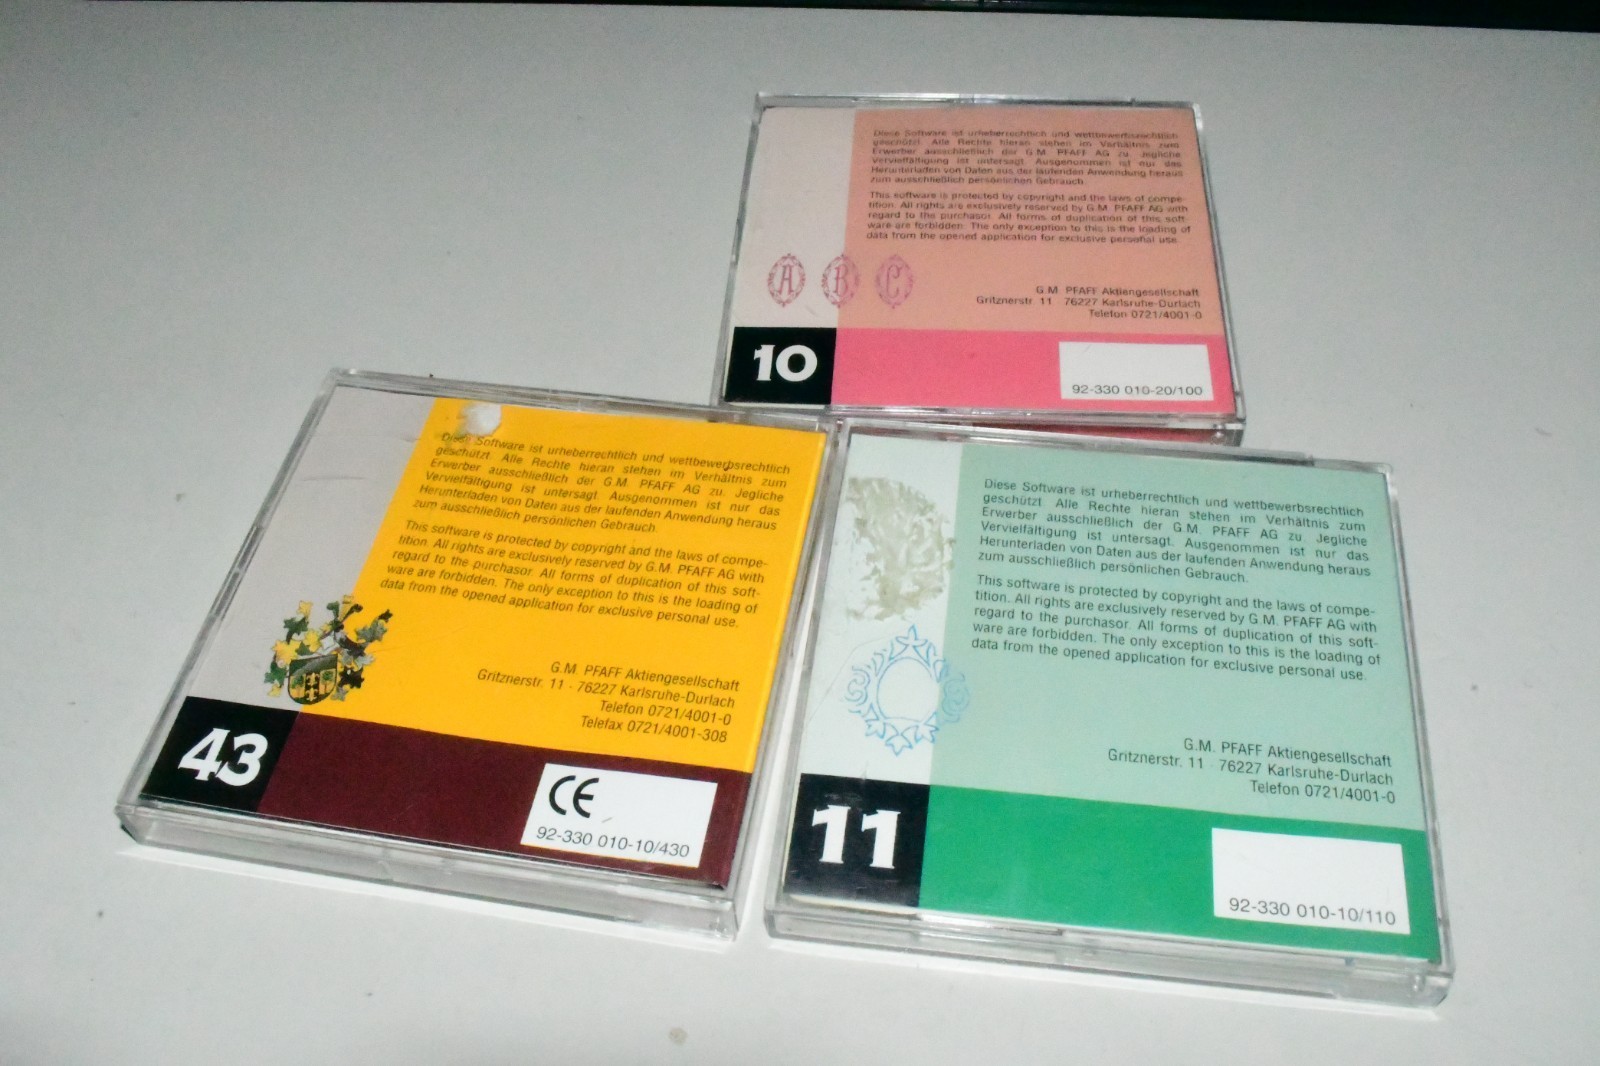 Diese Software ist urheberrechtlich und wettbewerbsrechtlich
geschützt. Alle Rechte hieran stehen im Verhältnis zum
Erwerber ausschließlich der G.M. PFAFF AG zu. Jegliche
Vervielfältigung ist untersagt. Ausgenommen ist nur das
Herunterladen von Daten aus der laufenden Anwendung heraus
zum ausschließlich persönlichen Gebrauch.
This software is protected by copyright and the laws of compe-
tition. All rights are exclusively reserved by G.M. PFAFF AG with
regard to the purchasor. All forms of duplication of this soft-
ware are forbidden. The only exception to this is the loading of
data from the opened application for exclusive personal use.
A B C
G.M. PFAFF Aktiengesellschaft
Gritznerstr. 11 · 76227 Karlsruhe-Durlach
Telefon 0721/4001-0
10
92-330 010-20/100
Diese Software ist urheberrechtlich und wettbewerbsrechtlich
geschützt. Alle Rechte hieran stehen im Verhältnis zum
Erwerber ausschließlich der G.M. PFAFF AG zu. Jegliche
Vervielfältigung ist untersagt. Ausgenommen ist nur das
Herunterladen von Daten aus der laufenden Anwendung heraus
zum ausschließlich persönlichen Gebrauch.
This software is protected by copyright and the laws of compe-
tition. All rights are exclusively reserved by G.M. PFAFF AG with
regard to the purchasor. All forms of duplication of this soft-
ware are forbidden. The only exception to this is the loading of
data from the opened application for exclusive personal use.
G.M. PFAFF Aktiengesellschaft
Gritznerstr. 11 · 76227 Karlsruhe-Durlach
Telefon 0721/4001-0
Telefax 0721/4001-308
43
CE
92-330 010-10/430
Diese Software ist urheberrechtlich und wettbewerbsrechtlich
geschützt. Alle Rechte hieran stehen im Verhältnis zum
Erwerber ausschließlich der G.M. PFAFF AG zu. Jegliche
Vervielfältigung ist untersagt. Ausgenommen ist nur das
Herunterladen von Daten aus der laufenden Anwendung heraus
zum ausschließlich persönlichen Gebrauch.
This software is protected by copyright and the laws of compe-
tition. All rights are exclusively reserved by G.M. PFAFF AG with
regard to the purchasor. All forms of duplication of this soft-
ware are forbidden. The only exception to this is the loading of
data from the opened application for exclusive personal use.
G.M. PFAFF Aktiengesellschaft
Gritznerstr. 11 · 76227 Karlsruhe-Durlach
Telefon 0721/4001-0
11
92-330 010-10/110